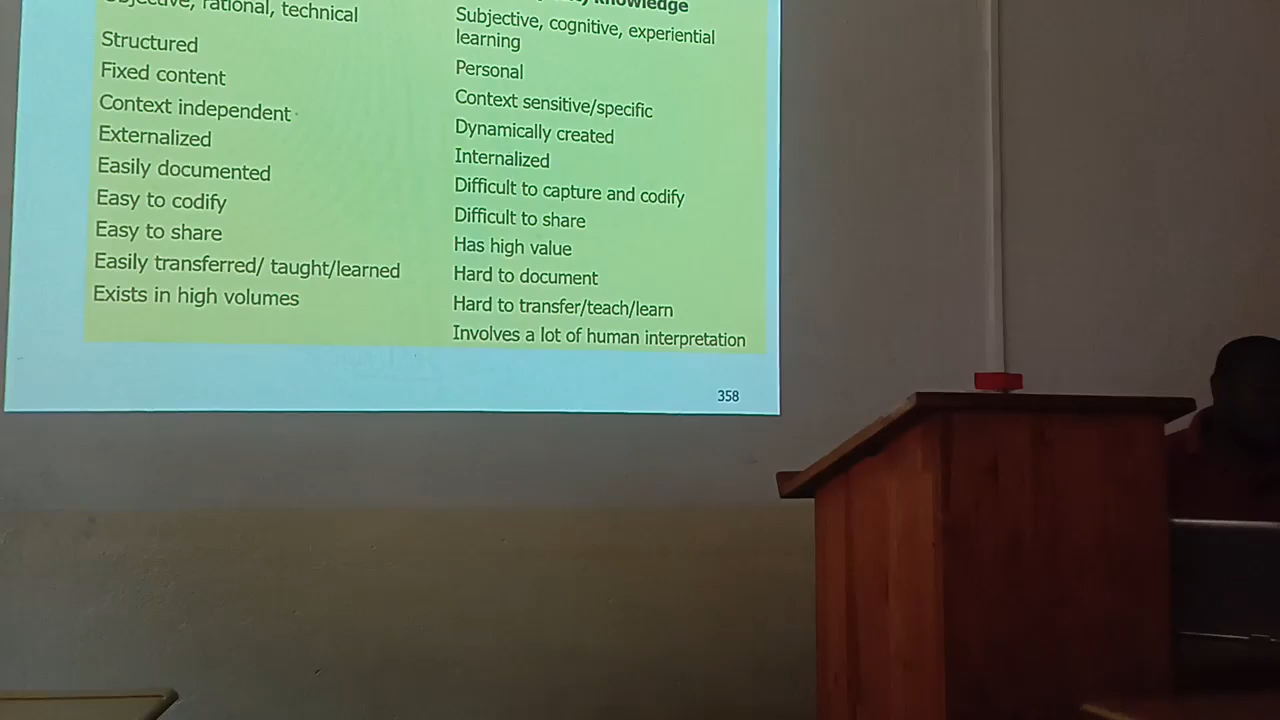 rational, technical
Structured
Fixed content
Context independent
Externalized
Easily documented
Easy to codify
Easy to share
Easily transferred/ taught/learned
Exists in high volumes
knowledge
Subjective, cognitive, experiential
learning
Personal
Context sensitive/specific
Dynamically created
Internalized
Difficult to capture and codify
Difficult to share
Has high value
Hard to document
Hard to transfer/teach/learn
Involves a lot of human interpretation
358